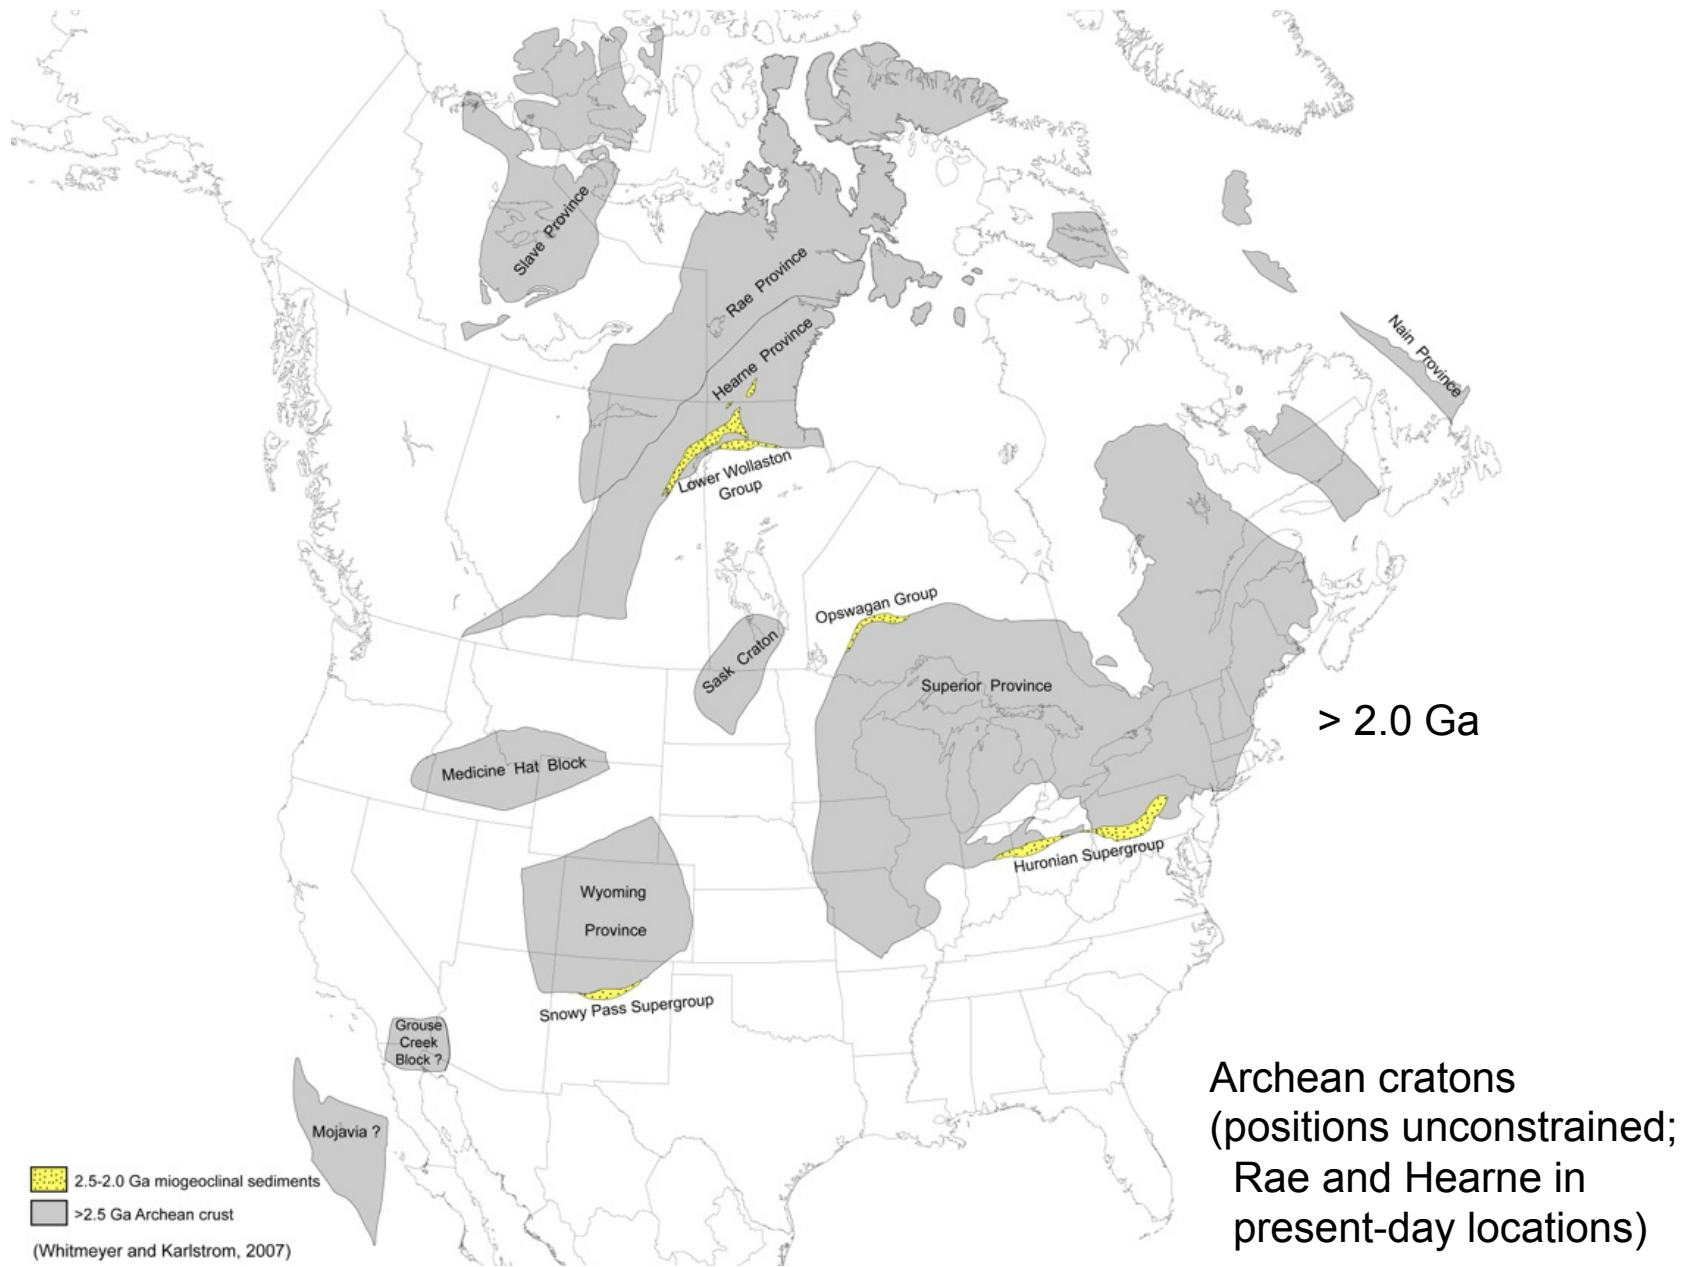 Slave Province
Rae Province
Hearne Province
Nain Province
Lower Wollaston
Group
Opswagan Group
Sask Craton
Superior Province
> 2.0 Ga
Medicine Hat Block
Huronian Supergroup
Wyoming
Province
Snowy Pass Supergroup
Grouse
Creek
Block ?
Mojavia ?
Archean cratons
(positions unconstrained;
Rae and Hearne in
present-day locations)
2.5-2.0 Ga miogeoclinal sediments
>2.5 Ga Archean crust
(Whitmeyer and Karlstrom, 2007)